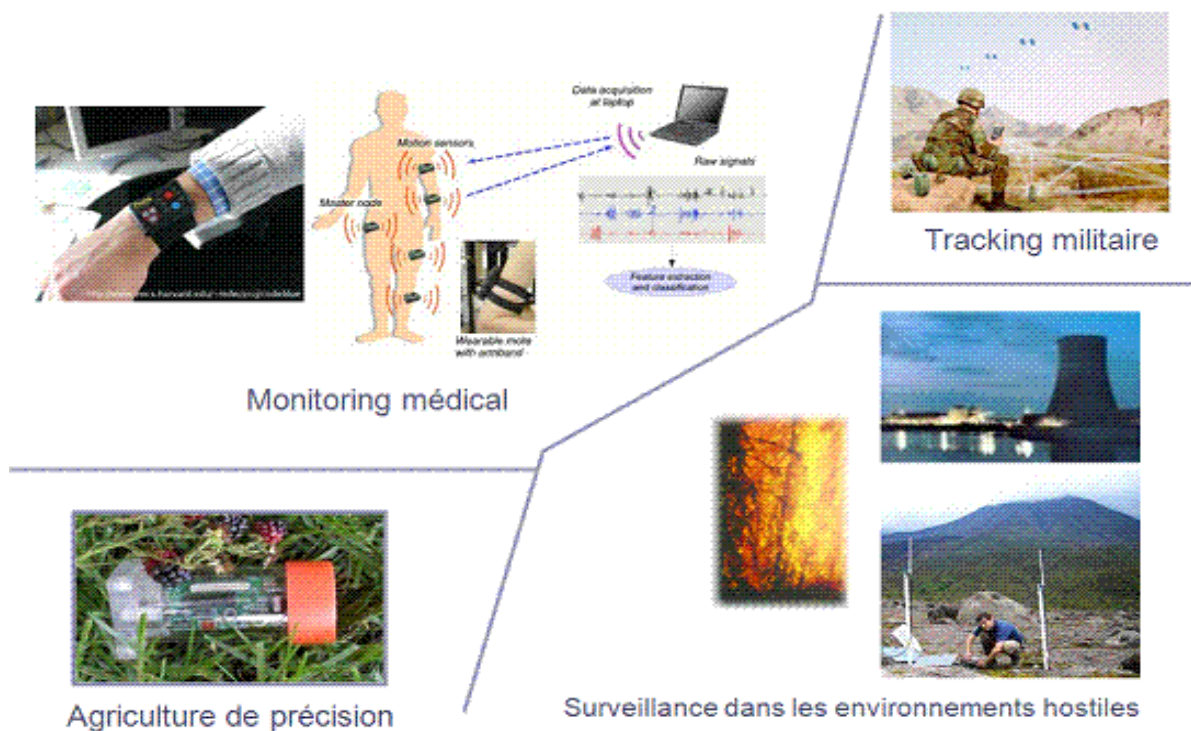 Data acquisition
at laptop
Motion sensors
Raw signals
Master node
Feature extraction
and classification
Wearable mote
with armband
Monitoring médical
Tracking militaire
Agriculture de précision
Surveillance dans les environnements hostiles